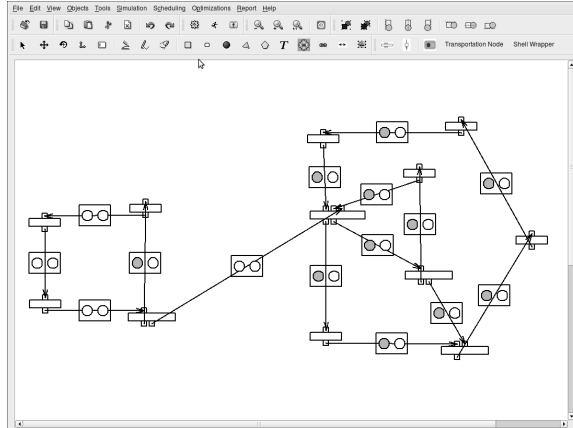 File Edit View Objects Tools Simulation Scheduling Optimizations Report Help
T Transportation Node Shell Wrapper